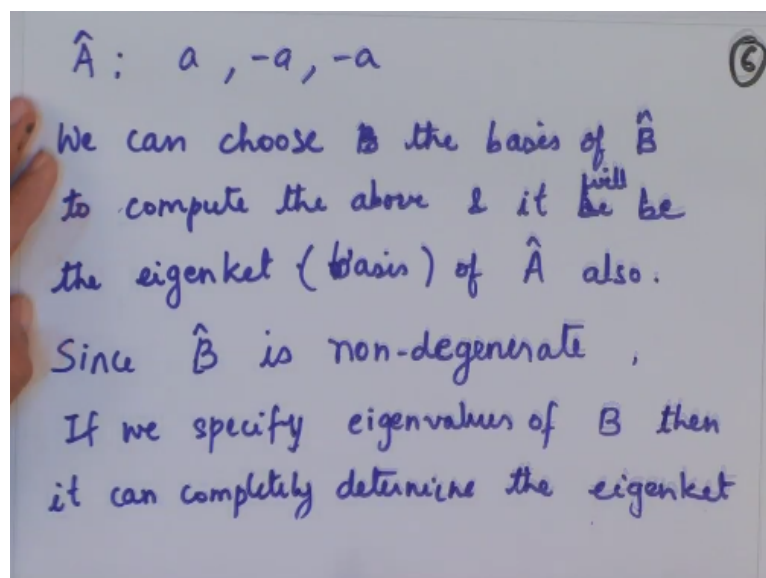 Â : a , -a, -a
⑥
We can choose the basis of B̂
to compute the above & it will be
the eigenket (basis) of Â also.
Since B̂ is non-degenerate ,
If we specify eigenvalues of B then
it can completely determine the eigenket